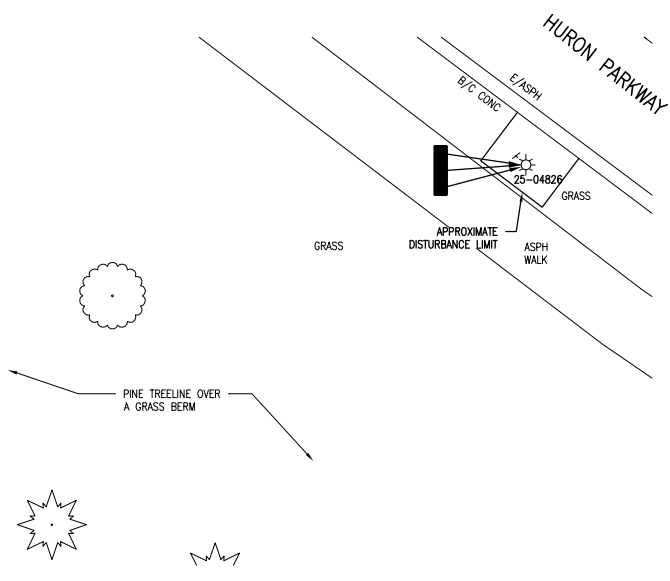 HURON PARKWAY
E/ASPH
B/C CONC
25-04826
GRASS
APPROXIMATE
DISTURBANCE LIMIT
ASPH
WALK
GRASS
PINE TREELINE OVER
A GRASS BERM